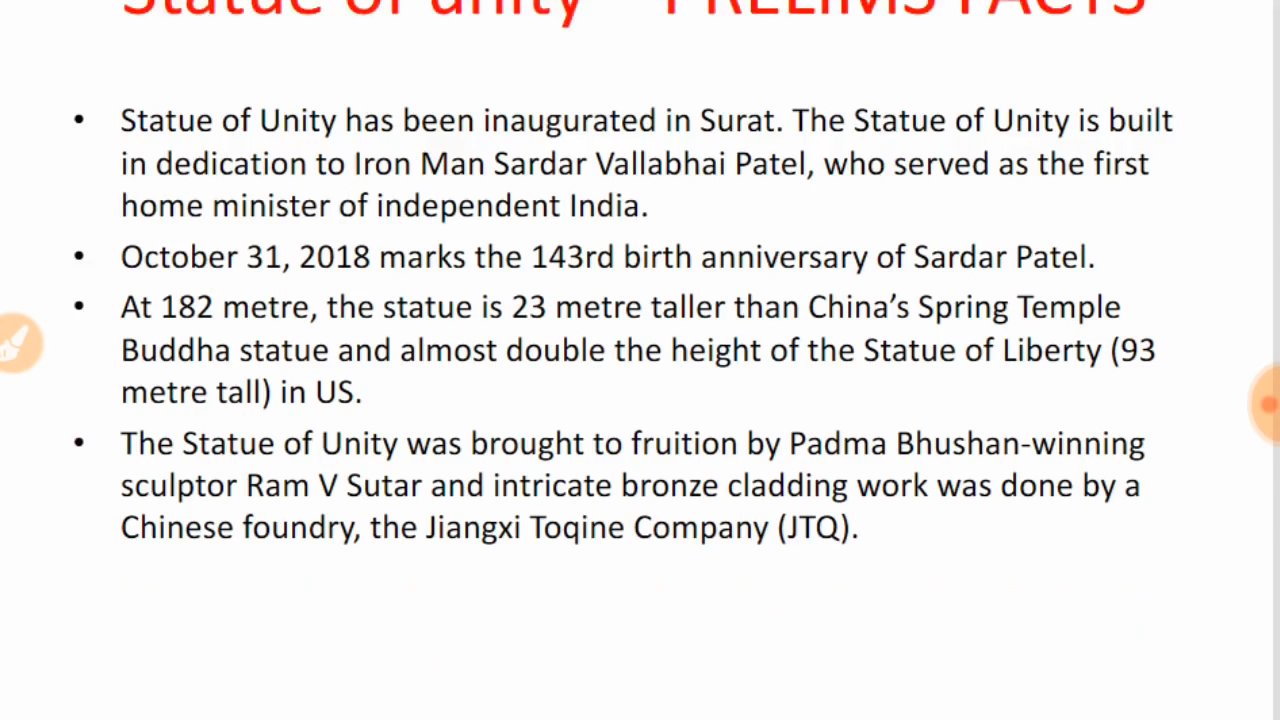 Statue of unity – PRELIMS FACTS
• Statue of Unity has been inaugurated in Surat. The Statue of Unity is built
in dedication to Iron Man Sardar Vallabhai Patel, who served as the first
home minister of independent India.
• October 31, 2018 marks the 143rd birth anniversary of Sardar Patel.
• At 182 metre, the statue is 23 metre taller than China’s Spring Temple
Buddha statue and almost double the height of the Statue of Liberty (93
metre tall) in US.
• The Statue of Unity was brought to fruition by Padma Bhushan-winning
sculptor Ram V Sutar and intricate bronze cladding work was done by a
Chinese foundry, the Jiangxi Toqine Company (JTQ).